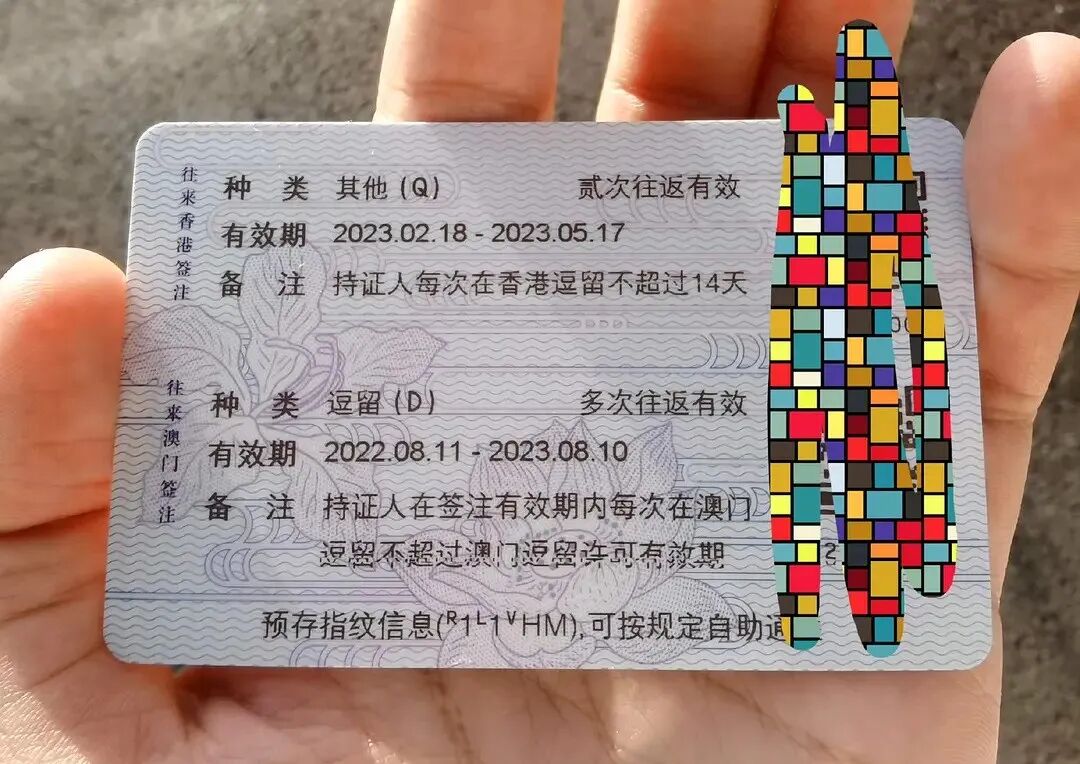 往来香港签注
种 类 其他 (Q) 贰次往返有效
有效期 2023.02.18 - 2023.05.17
备 注 持证人每次在香港逗留不超过14天
往来澳门签注
种 类 逗留 (D) 多次往返有效
有效期 2022.08.11 - 2023.08.10
备 注 持证人在签注有效期内每次在澳门
逗留不超过澳门逗留许可有效期
预存指纹信息(ᴿ1ᴸ1ⱽHM),可按规定自助通